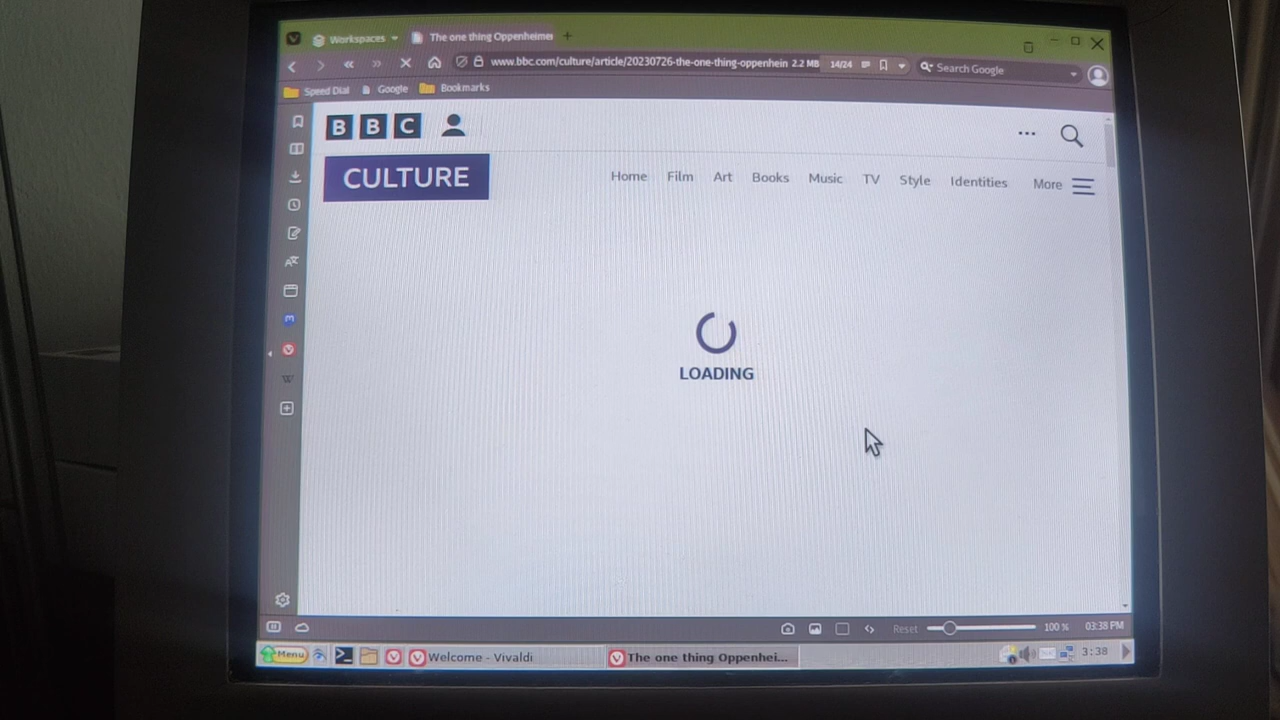 Workspaces The one thing Oppenheimer
www.bbc.com/culture/article/20230726-the-one-thing-oppenhein 2.2 MB 14/24 Search Google
Speed Dial Google Bookmarks
BBC
CULTURE Home Film Art Books Music TV Style Identities More
LOADING
Reset 100 % 03:38 PM
Menu Welcome - Vivaldi The one thing Oppenhei... 3:38